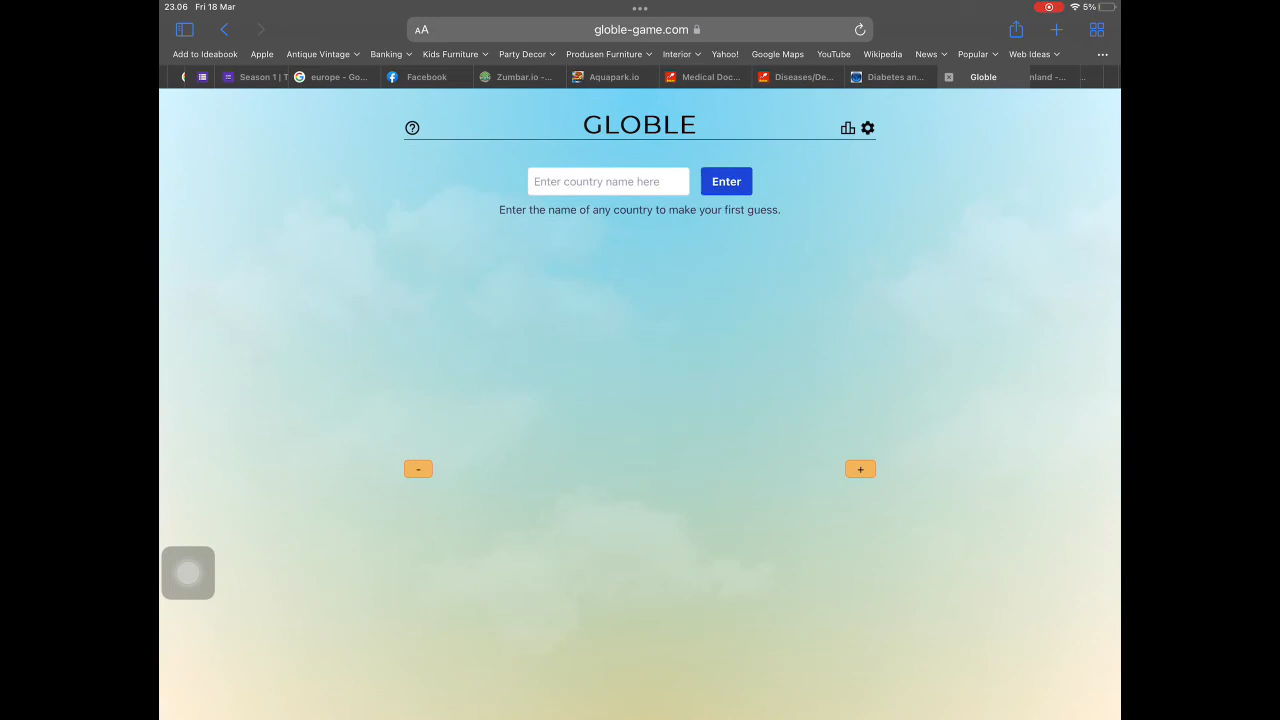 23.06 Fri 18 Mar
5%
AA globle-game.com
Add to Ideabook Apple Antique Vintage Banking Kids Furniture Party Decor Produsen Furniture Interior Yahoo! Google Maps YouTube Wikipedia News Popular Web Ideas
Season 1 | T europe - Go... Facebook Zumbar.io -... Aquapark.io Medical Doc... Diseases/De... Diabetes an... Globle nland -...
GLOBLE
Enter country name here Enter
Enter the name of any country to make your first guess.
- +